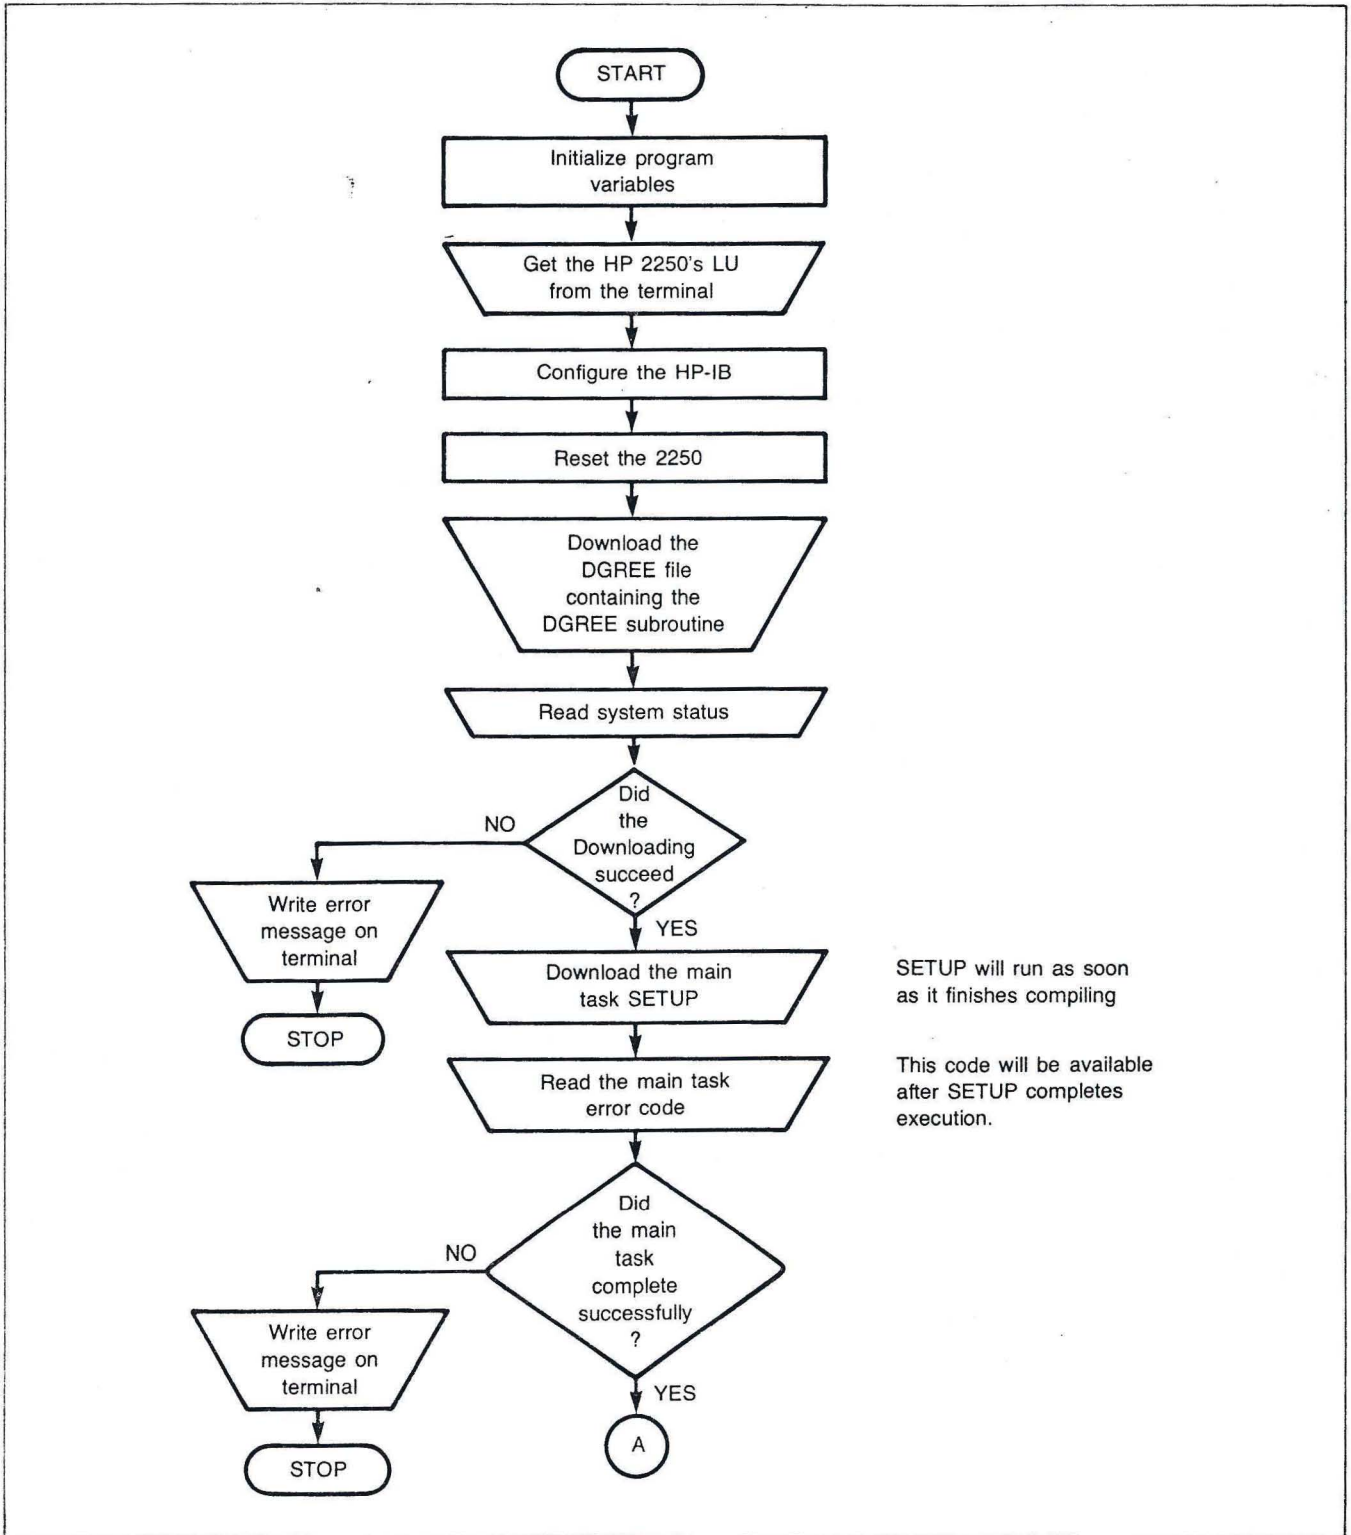 START
Initialize program
variables
Get the HP 2250's LU
from the terminal
Configure the HP-IB
Reset the 2250
Download the
DGREE file
containing the
DGREE subroutine
Read system status
Did
the
Downloading
succeed
?
NO
Write error
message on
terminal
STOP
YES
Download the main
task SETUP
SETUP will run as soon
as it finishes compiling
Read the main task
error code
This code will be available
after SETUP completes
execution.
Did
the main
task
complete
successfully
?
NO
Write error
message on
terminal
STOP
YES
A